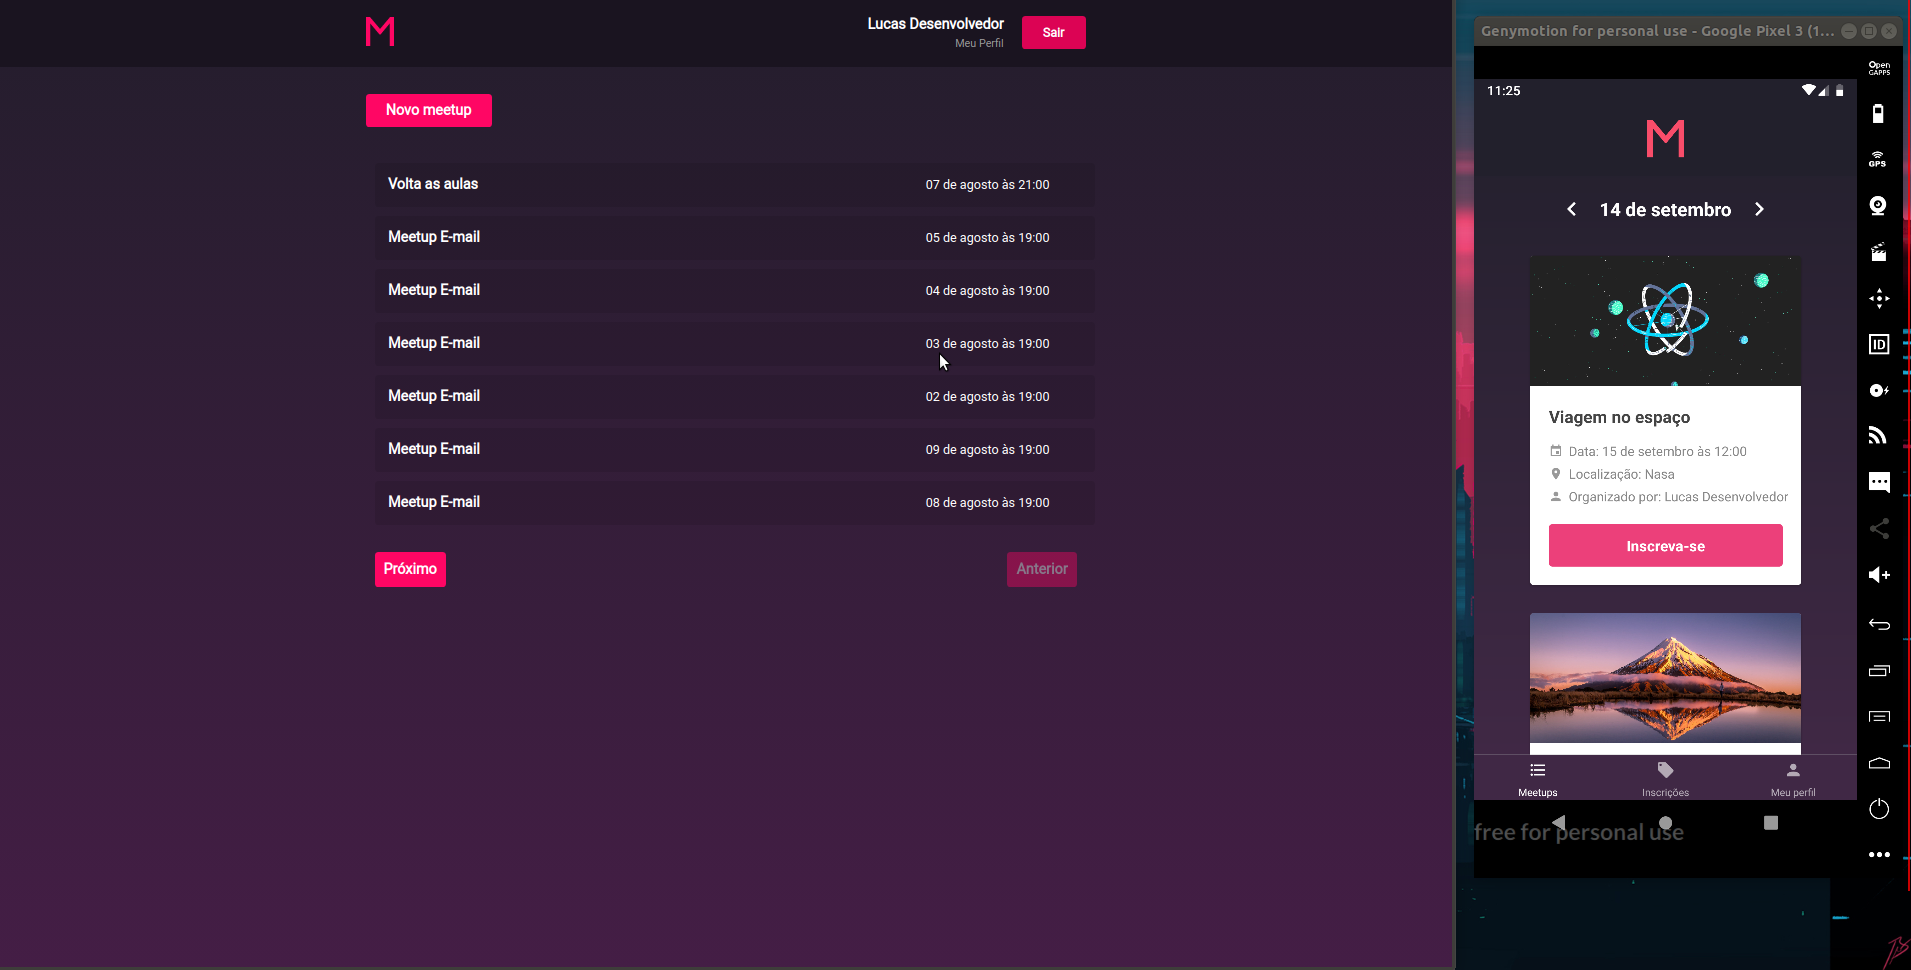 M
Lucas Desenvolvedor
Meu Perfil
Sair
Novo meetup
Volta as aulas 07 de agosto às 21:00
Meetup E-mail 05 de agosto às 19:00
Meetup E-mail 04 de agosto às 19:00
Meetup E-mail 03 de agosto às 19:00
Meetup E-mail 02 de agosto às 19:00
Meetup E-mail 09 de agosto às 19:00
Meetup E-mail 08 de agosto às 19:00
Próximo Anterior
Genymotion for personal use - Google Pixel 3 (1...
11:25
M
14 de setembro
Viagem no espaço
Data: 15 de setembro às 12:00
Localização: Nasa
Organizado por: Lucas Desenvolvedor
Inscreva-se
Meetups Inscrições Meu perfil
free for personal use
Open
GAPPS
GPS
ID